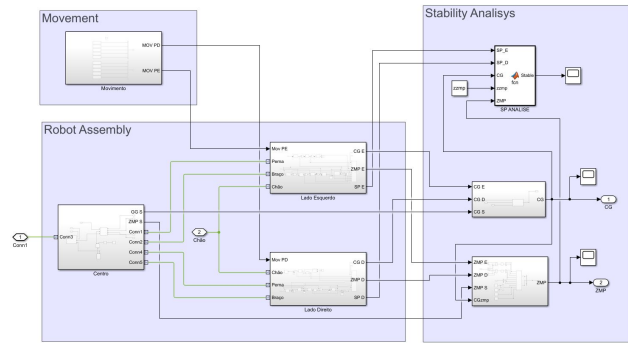 Movement
MOV PD
MOV PE
Movimento
Stability Analisys
SP_E
SP_D
CG
zzmp
ZMP
fcn
Stable
SP ANALISE
zzmp
Robot Assembly
Mov PE
Perna
Braço
Chão
CG E
ZMP E
SP E
Lado Esquerdo
CG E
CG D
CG S
CG
1
CG
1
Conn1
Conn3
GG S
ZMP S
Conn1
Conn2
Conn4
Conn5
Centro
2
Chão
Mov PD
Chão
Perna
Braço
CG D
ZMP D
SP D
Lado Direito
ZMP E
ZMP D
ZMP S
CGzmp
ZMP
2
ZMP